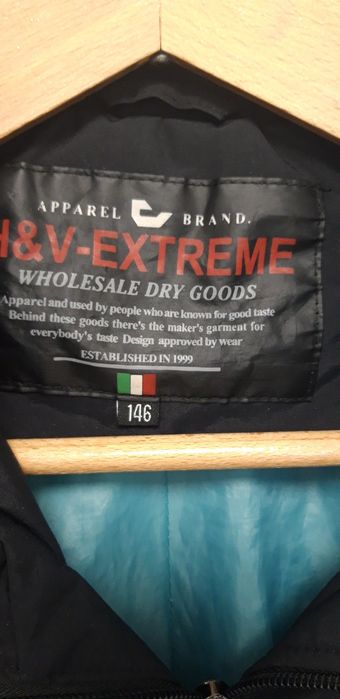 APPAREL BRAND.
H&V-EXTREME
WHOLESALE DRY GOODS
Apparel and used by people who are known for good taste
Behind these goods there's the maker's garment for
everybody's taste Design approved by wear
ESTABLISHED IN 1999
146